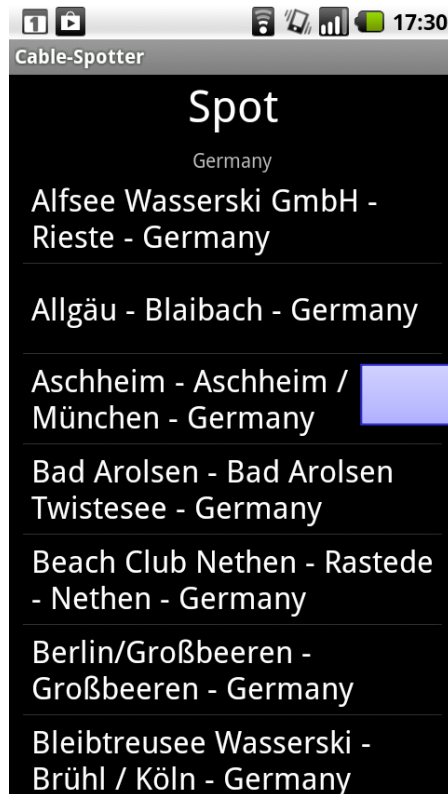 1 17:30
Cable-Spotter
Spot
Germany
Alfsee Wasserski GmbH -
Rieste - Germany
Allgäu - Blaibach - Germany
Aschheim - Aschheim /
München - Germany
Bad Arolsen - Bad Arolsen
Twistesee - Germany
Beach Club Nethen - Rastede
- Nethen - Germany
Berlin/Großbeeren -
Großbeeren - Germany
Bleibtreusee Wasserski -
Brühl / Köln - Germany